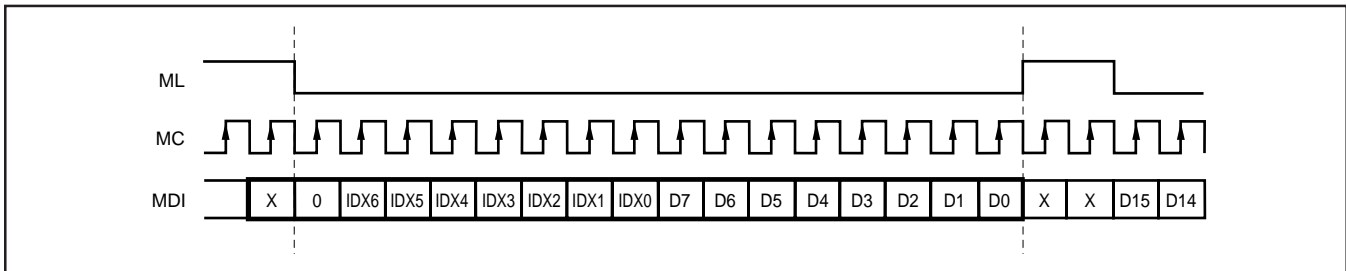 ML
MC
MDI X 0 IDX6 IDX5 IDX4 IDX3 IDX2 IDX1 IDX0 D7 D6 D5 D4 D3 D2 D1 D0 X X D15 D14